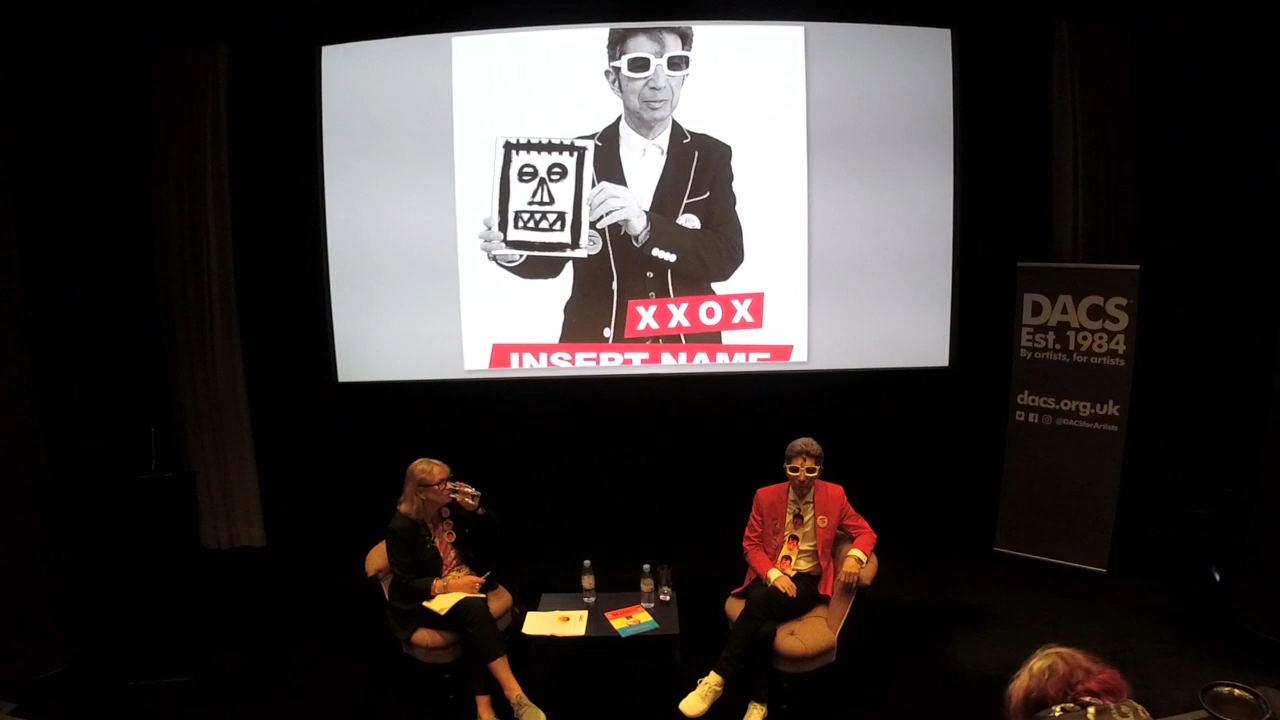 XXOX
INSERT NAME
DACS
Est. 1984
By artists, for artists
dacs.org.uk
@DACSforArtists